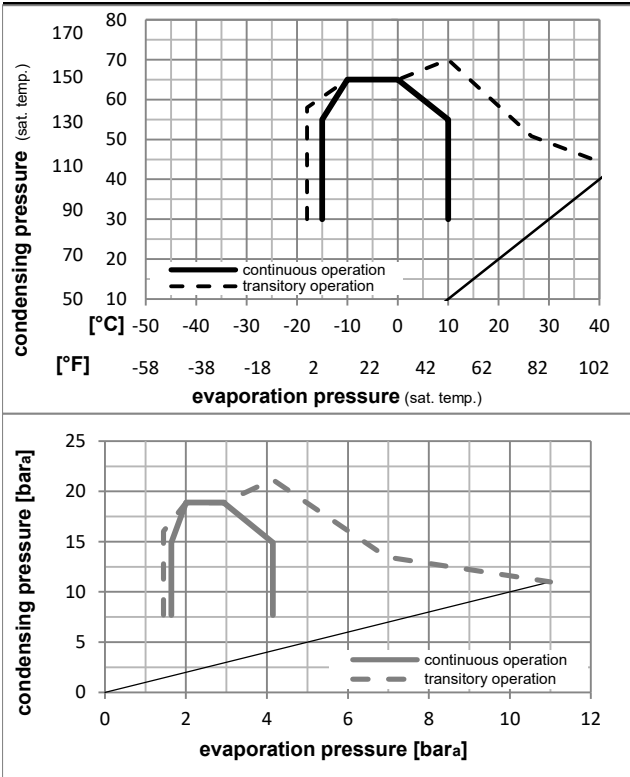 condensing pressure (sat. temp.)
170 80
70
150 60
130 50
110 40
90 30
70 20
50 10
continuous operation
transitory operation
[°C] -50 -40 -30 -20 -10 0 10 20 30 40
[°F] -58 -38 -18 2 22 42 62 82 102
evaporation pressure (sat. temp.)
condensing pressure [bara]
25
20
15
10
5
0
continuous operation
transitory operation
0 2 4 6 8 10 12
evaporation pressure [bara]